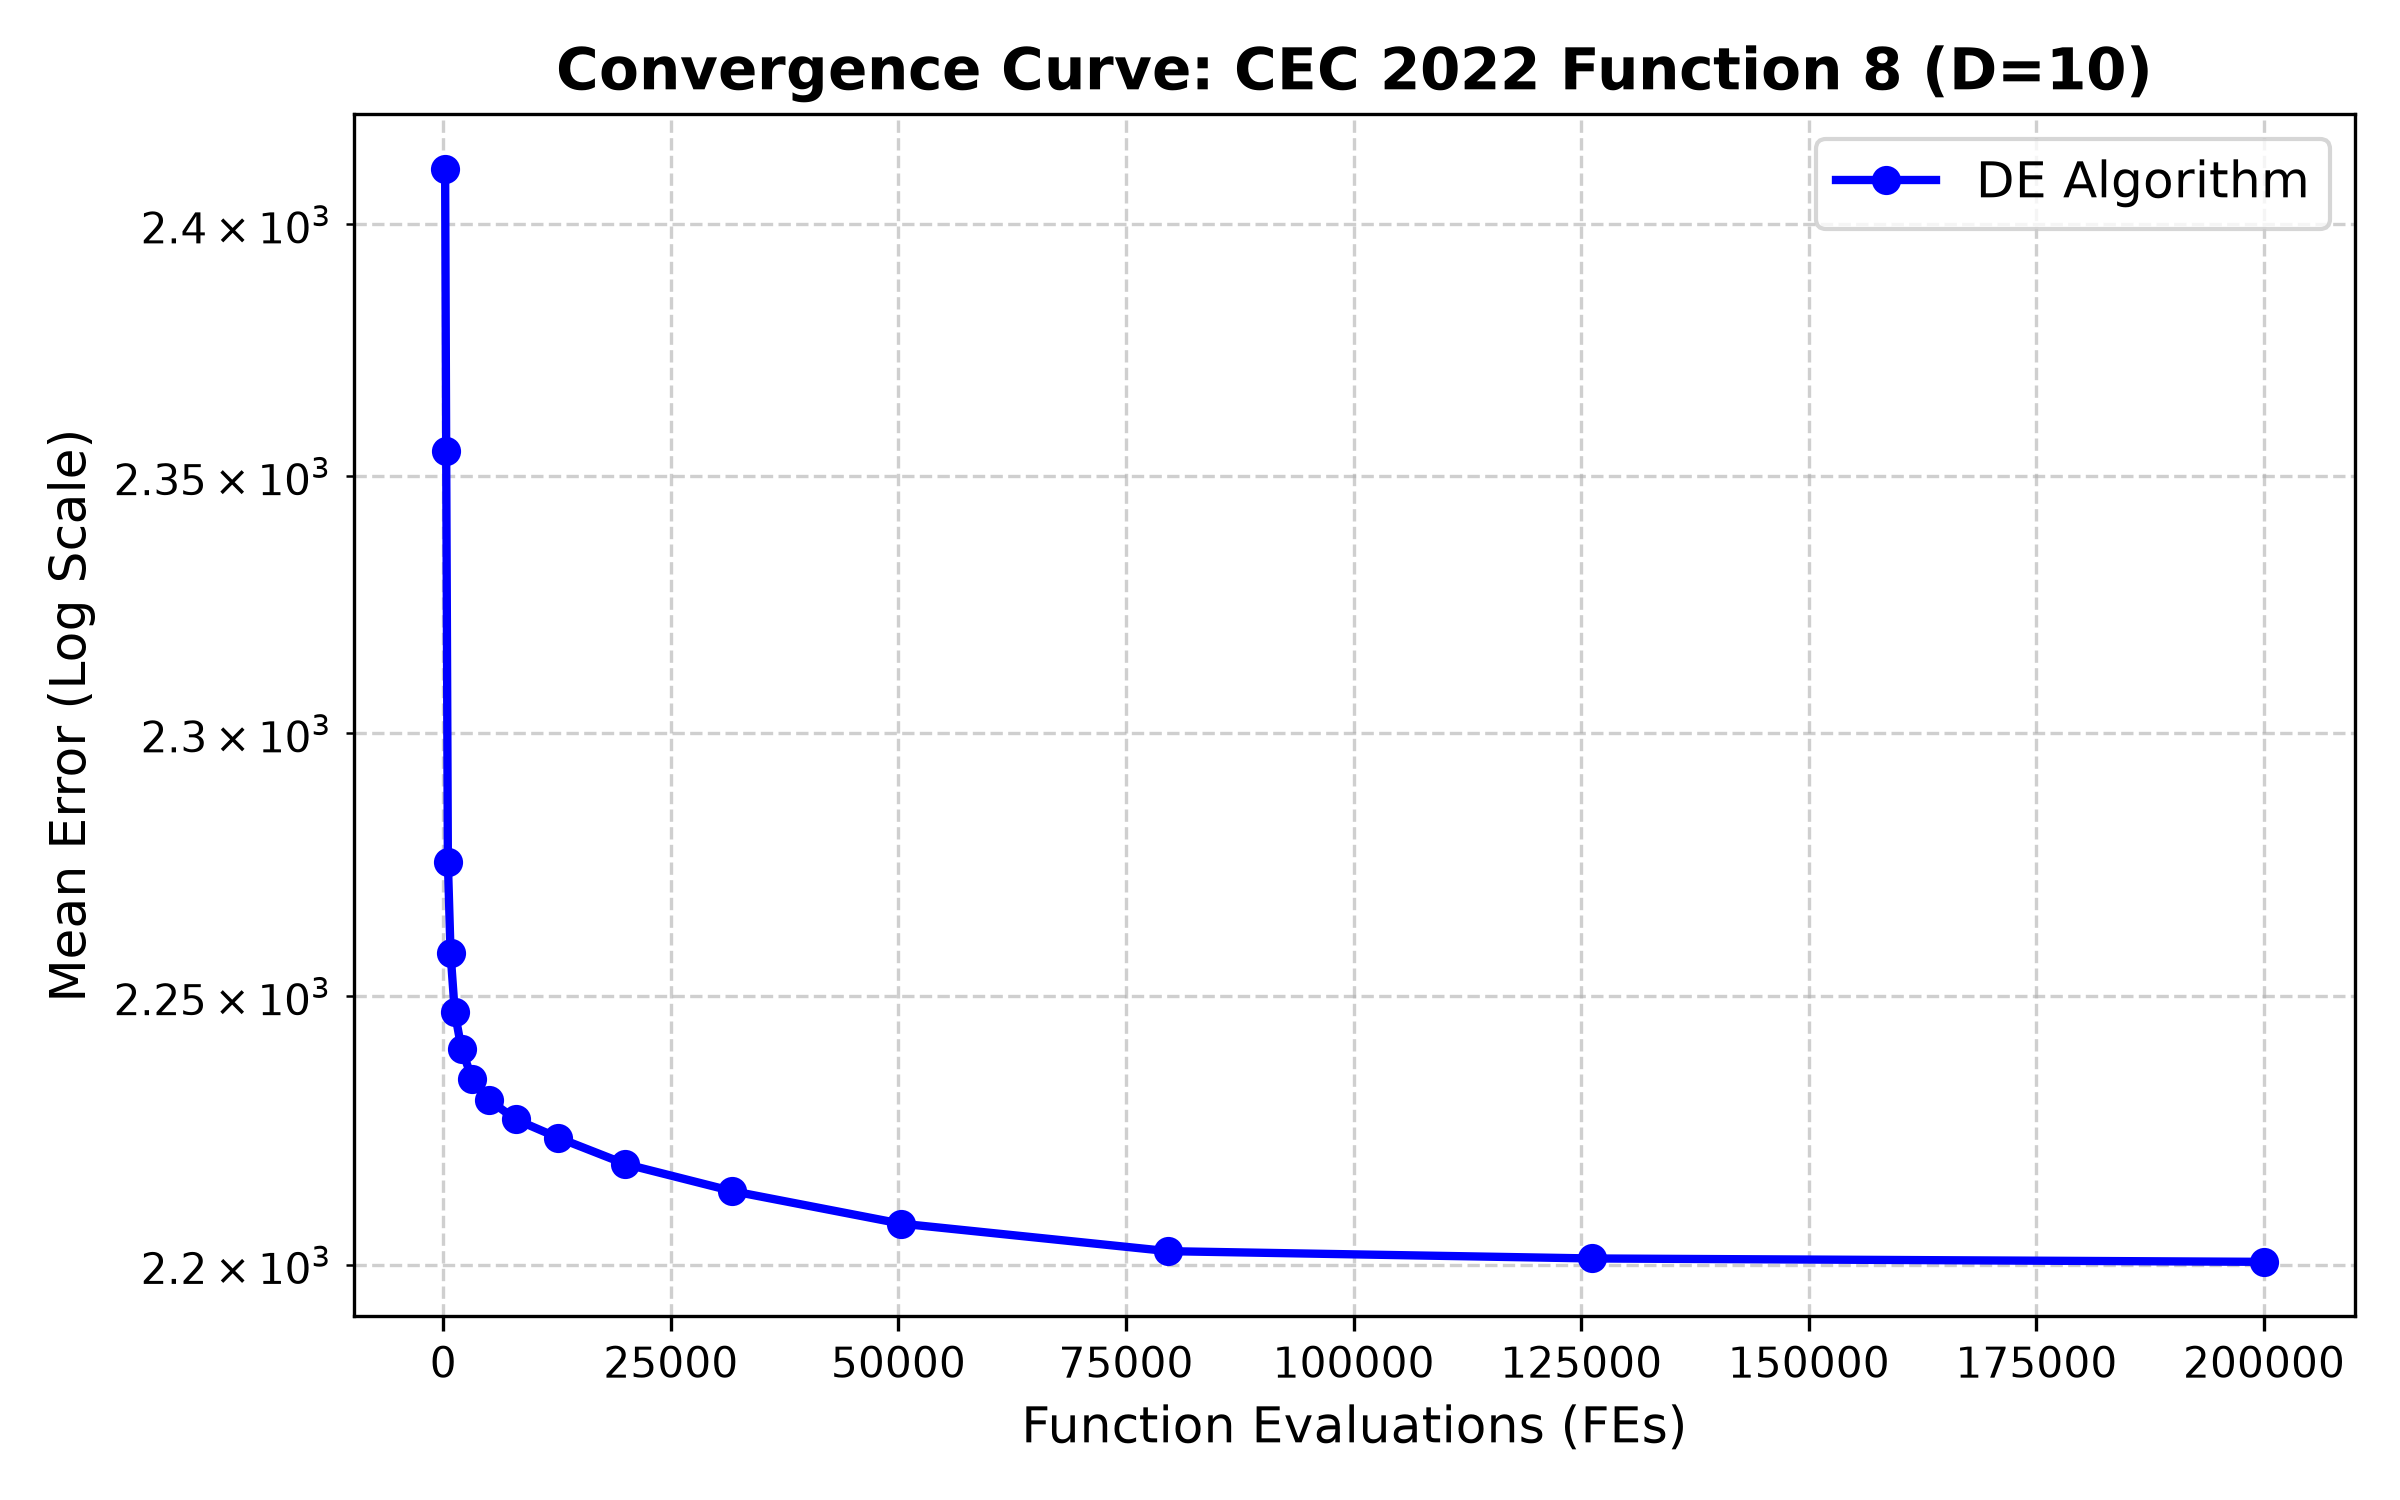 Convergence Curve: CEC 2022 Function 8 (D=10)
DE Algorithm
Mean Error (Log Scale)
2.4 × 10³
2.35 × 10³
2.3 × 10³
2.25 × 10³
2.2 × 10³
0 25000 50000 75000 100000 125000 150000 175000 200000
Function Evaluations (FEs)